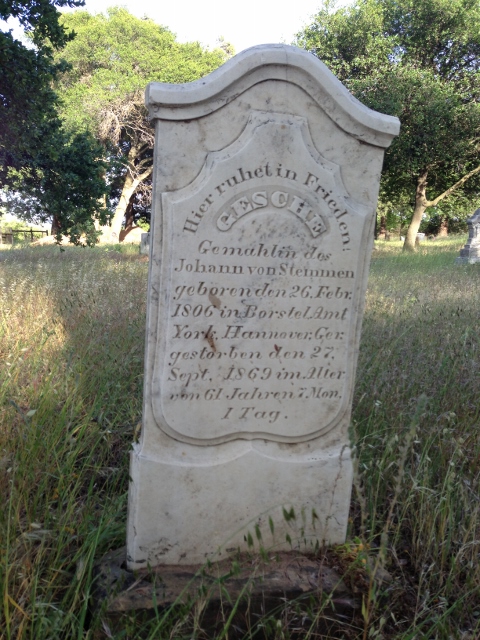 Hier ruhet in Frieden:
GESCHE
Gemahlin des
Johann von Stemmen
geboren den 26. Febr.
1806 in Borstel Amt
York, Hannover, Ger.
gestorben den 27.
Sept. 1869 im Alter
von 61 Jahren 7. Mon.
1 Tag.